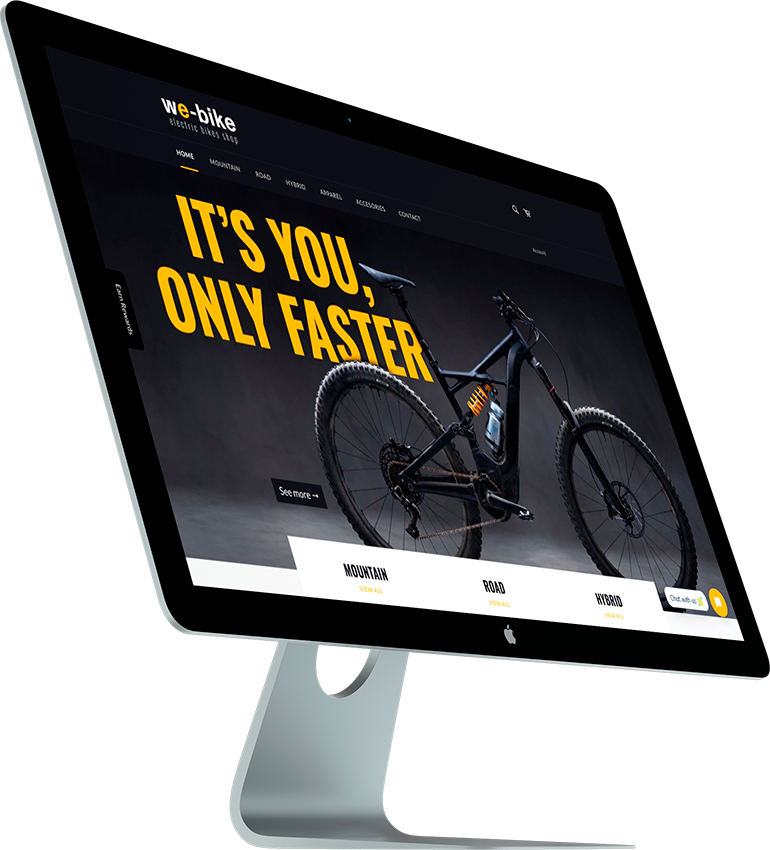 we-bike
electric bikes shop
HOME MOUNTAIN ROAD HYBRID APPAREL ACCESORIES CONTACT
Account
Earn Rewards
IT'S YOU,
ONLY FASTER
See more →
MOUNTAIN ROAD HYBRID
VIEW ALL VIEW ALL VIEW ALL
Chat with us